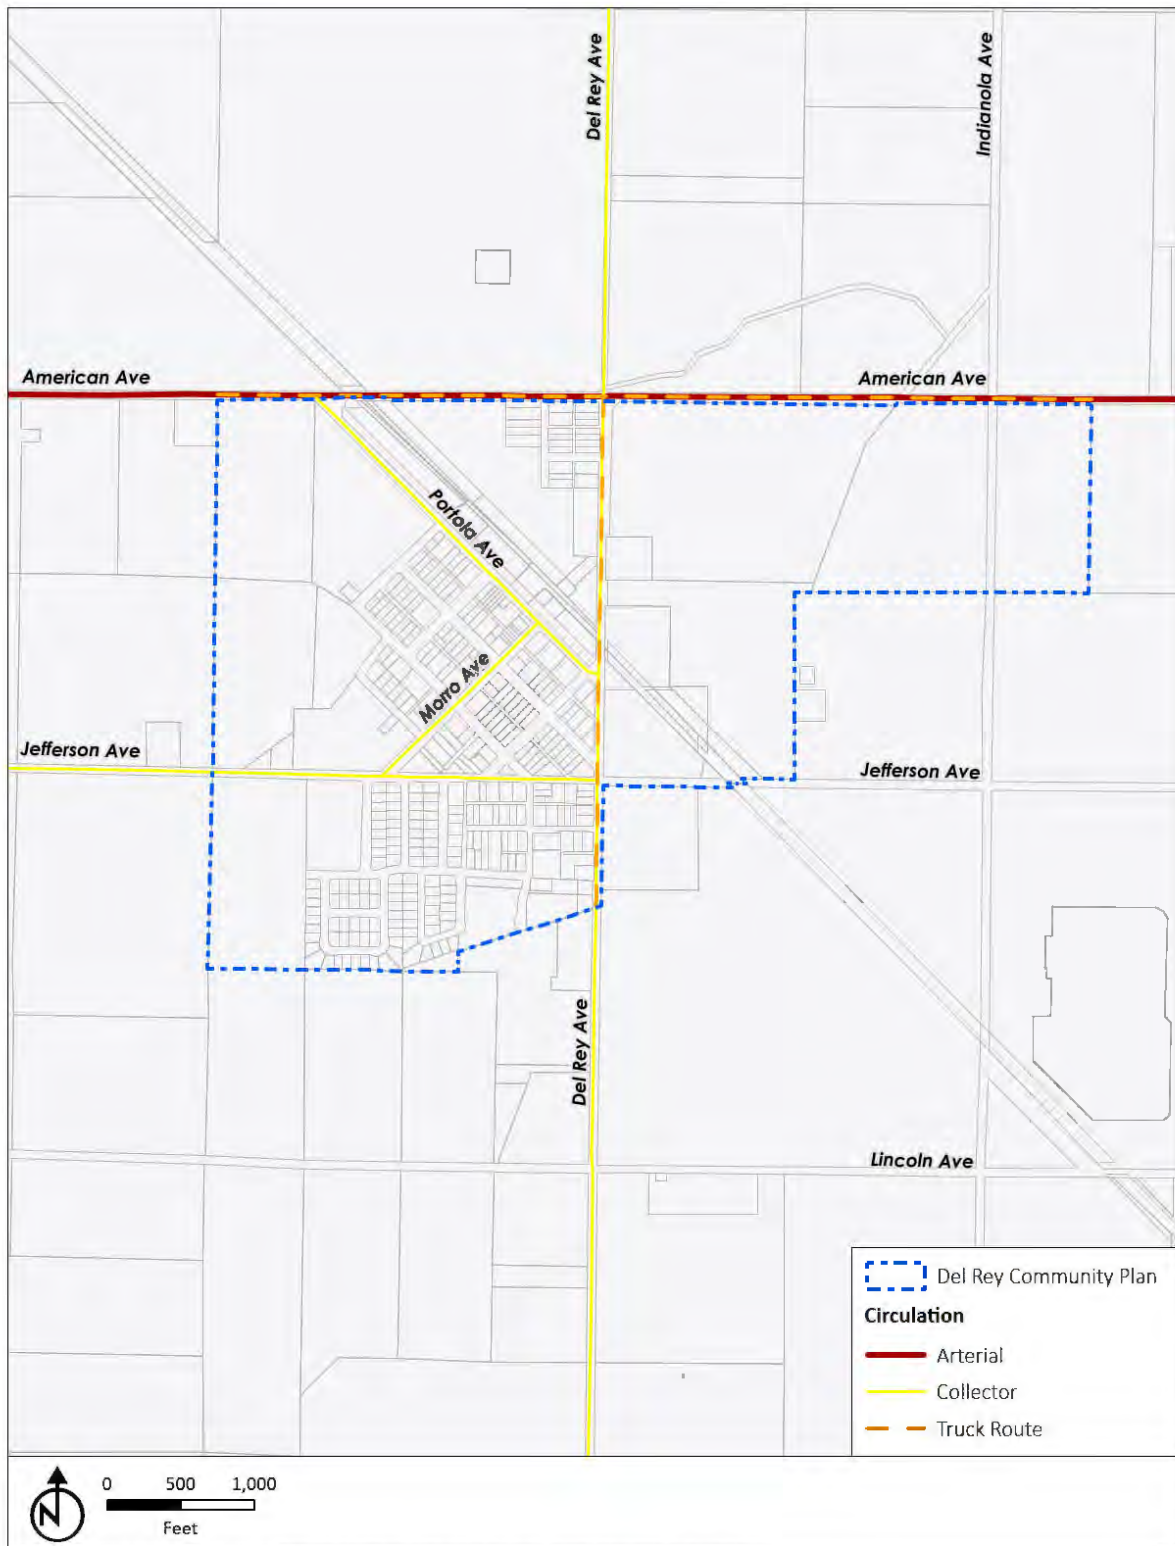 Del Rey Ave
Indianola Ave
American Ave
American Ave
Portola Ave
Morro Ave
Jefferson Ave
Jefferson Ave
Del Rey Ave
Lincoln Ave
Del Rey Community Plan
Circulation
Arterial
Collector
Truck Route
N
0 500 1,000
Feet